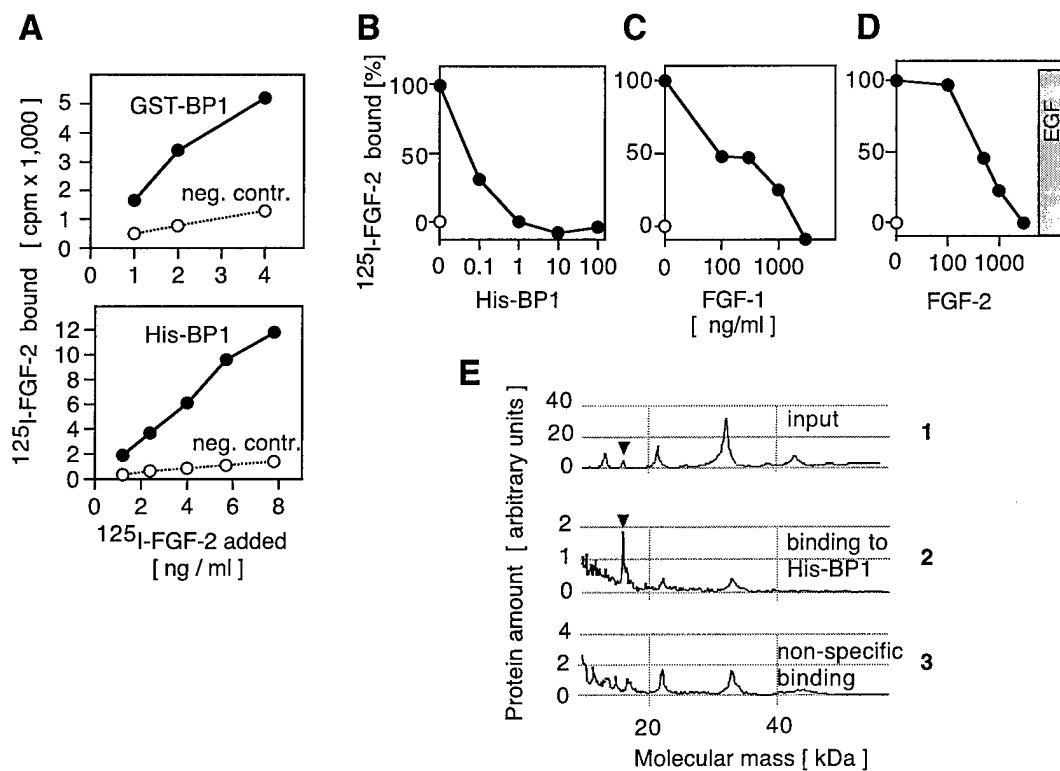 A
B
C
D
5
4
3
2
1
0
GST-BP1
neg. contr.
0 1 2 3 4
12
10
8
6
4
2
0
His-BP1
neg. contr.
0 2 4 6 8
125I-FGF-2 bound [ cpm x 1,000 ]
125I-FGF-2 added
[ ng / ml ]
125I-FGF-2 bound [%]
100
50
0
0 0.1 1 10 100
His-BP1
100
50
0
0 100 1000
FGF-1
[ ng/ml ]
100
50
0
0 100 1000
FGF-2
EGF
E
Protein amount [ arbitrary units ]
40
20
0
input
1
2
1
0
binding to
His-BP1
2
4
2
0
non-specific
binding
3
20 40
Molecular mass [ kDa ]